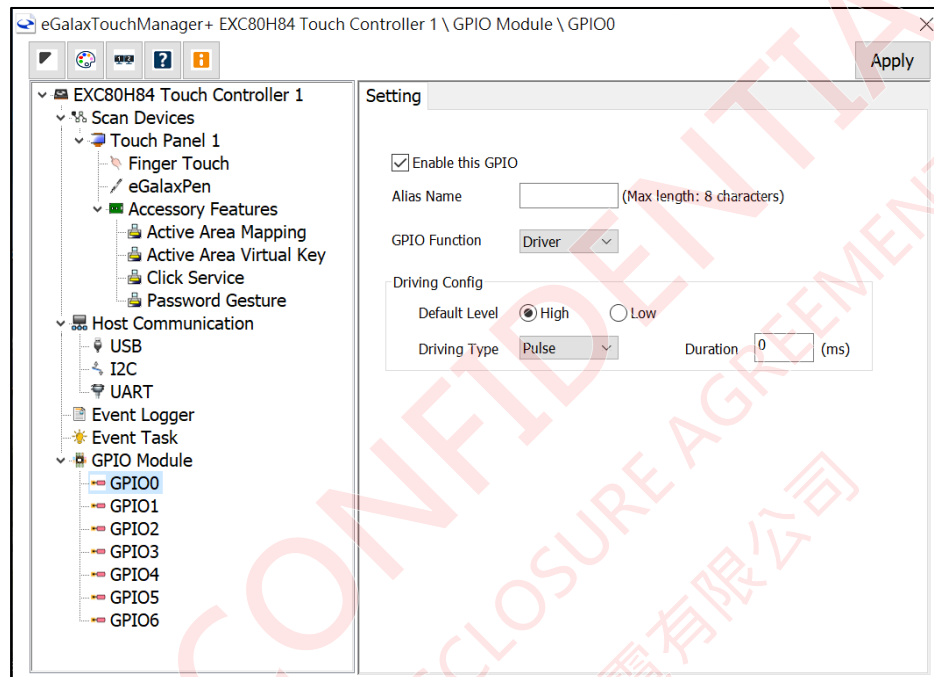 eGalaxTouchManager+ EXC80H84 Touch Controller 1 \ GPIO Module \ GPIO0
Apply
EXC80H84 Touch Controller 1
Scan Devices
Touch Panel 1
Finger Touch
eGalaxPen
Accessory Features
Active Area Mapping
Active Area Virtual Key
Click Service
Password Gesture
Host Communication
USB
I2C
UART
Event Logger
Event Task
GPIO Module
GPIO0
GPIO1
GPIO2
GPIO3
GPIO4
GPIO5
GPIO6
Setting
Enable this GPIO
Alias Name (Max length: 8 characters)
GPIO Function Driver
Driving Config
Default Level High Low
Driving Type Pulse Duration 0 (ms)
CONFIDENTIA
CLOSURE AGREEMENT
有限公司